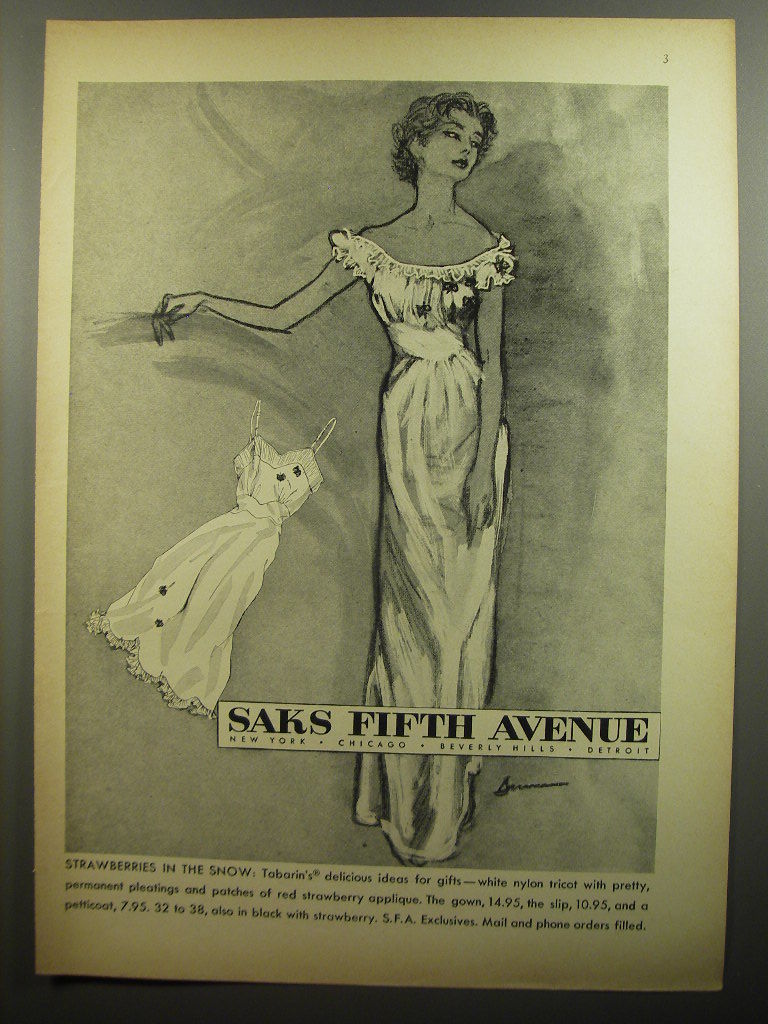 3
SAKS FIFTH AVENUE
NEW YORK • CHICAGO • BEVERLY HILLS • DETROIT
STRAWBERRIES IN THE SNOW: Tabarin's® delicious ideas for gifts—white nylon tricot with pretty,
permanent pleatings and patches of red strawberry applique. The gown, 14.95, the slip, 10.95, and a
petticoat, 7.95. 32 to 38, also in black with strawberry. S.F.A. Exclusives. Mail and phone orders filled.